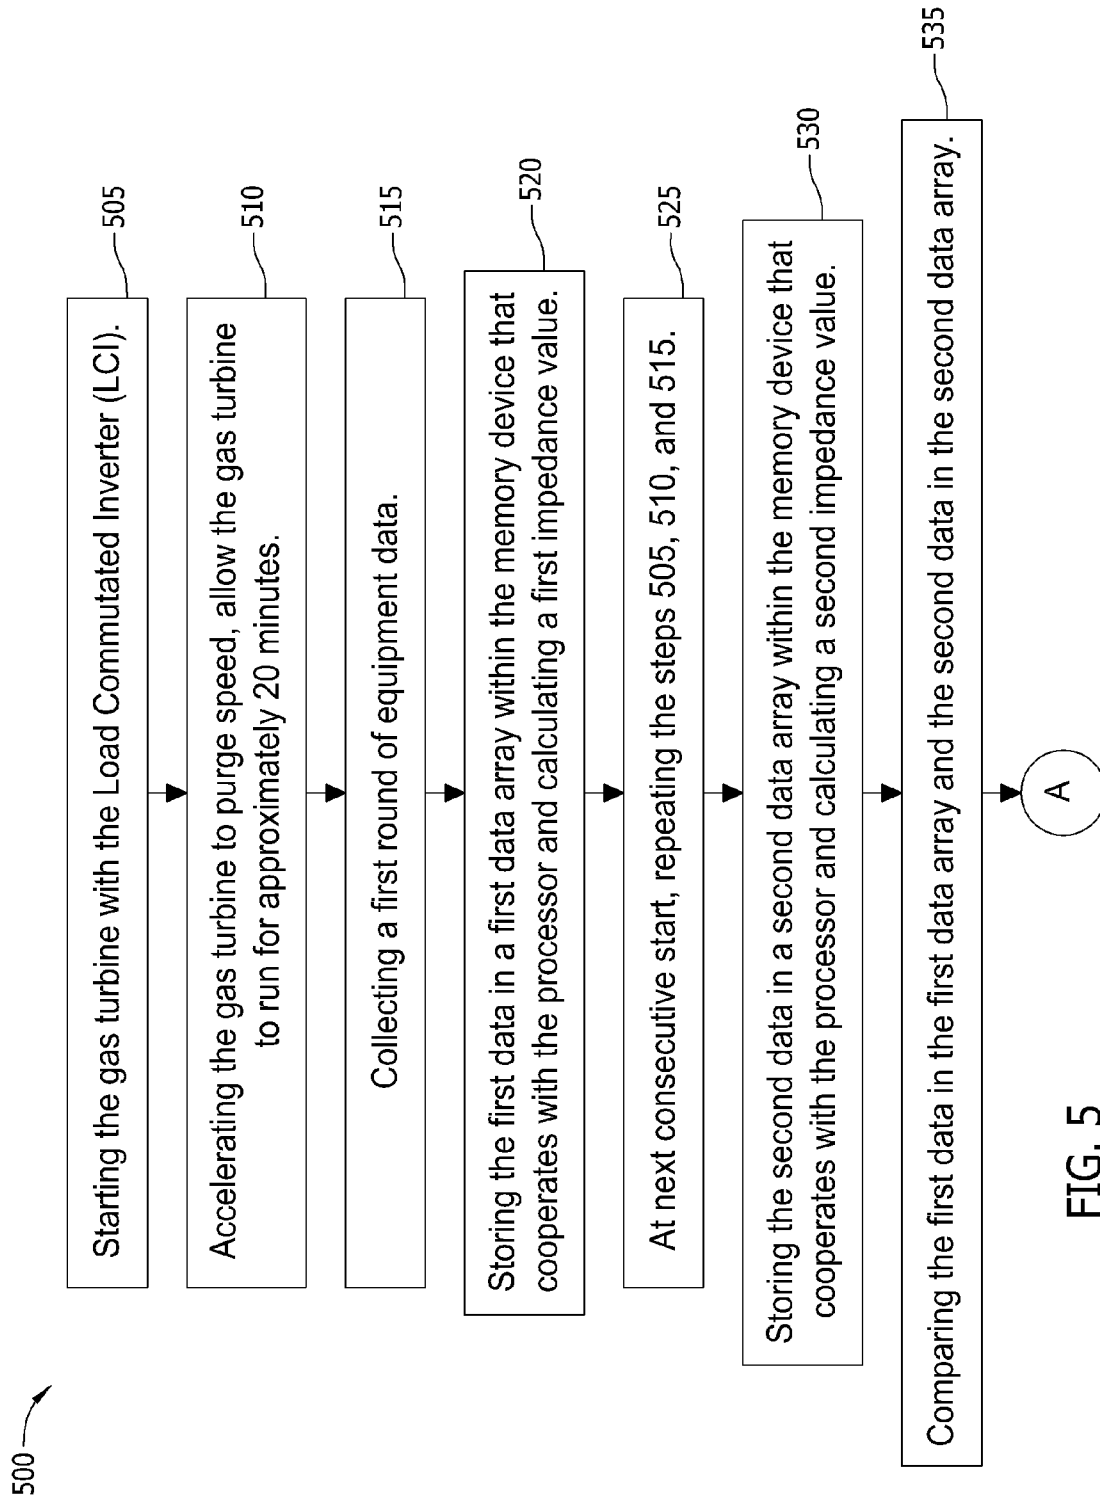 500
Starting the gas turbine with the Load Commutated Inverter (LCI).
505
Accelerating the gas turbine to purge speed, allow the gas turbine
to run for approximately 20 minutes.
510
Collecting a first round of equipment data.
515
Storing the first data in a first data array within the memory device that
cooperates with the processor and calculating a first impedance value.
520
At next consecutive start, repeating the steps 505, 510, and 515.
525
Storing the second data in a second data array within the memory device that
cooperates with the processor and calculating a second impedance value.
530
Comparing the first data in the first data array and the second data in the second data array.
535
A
FIG. 5